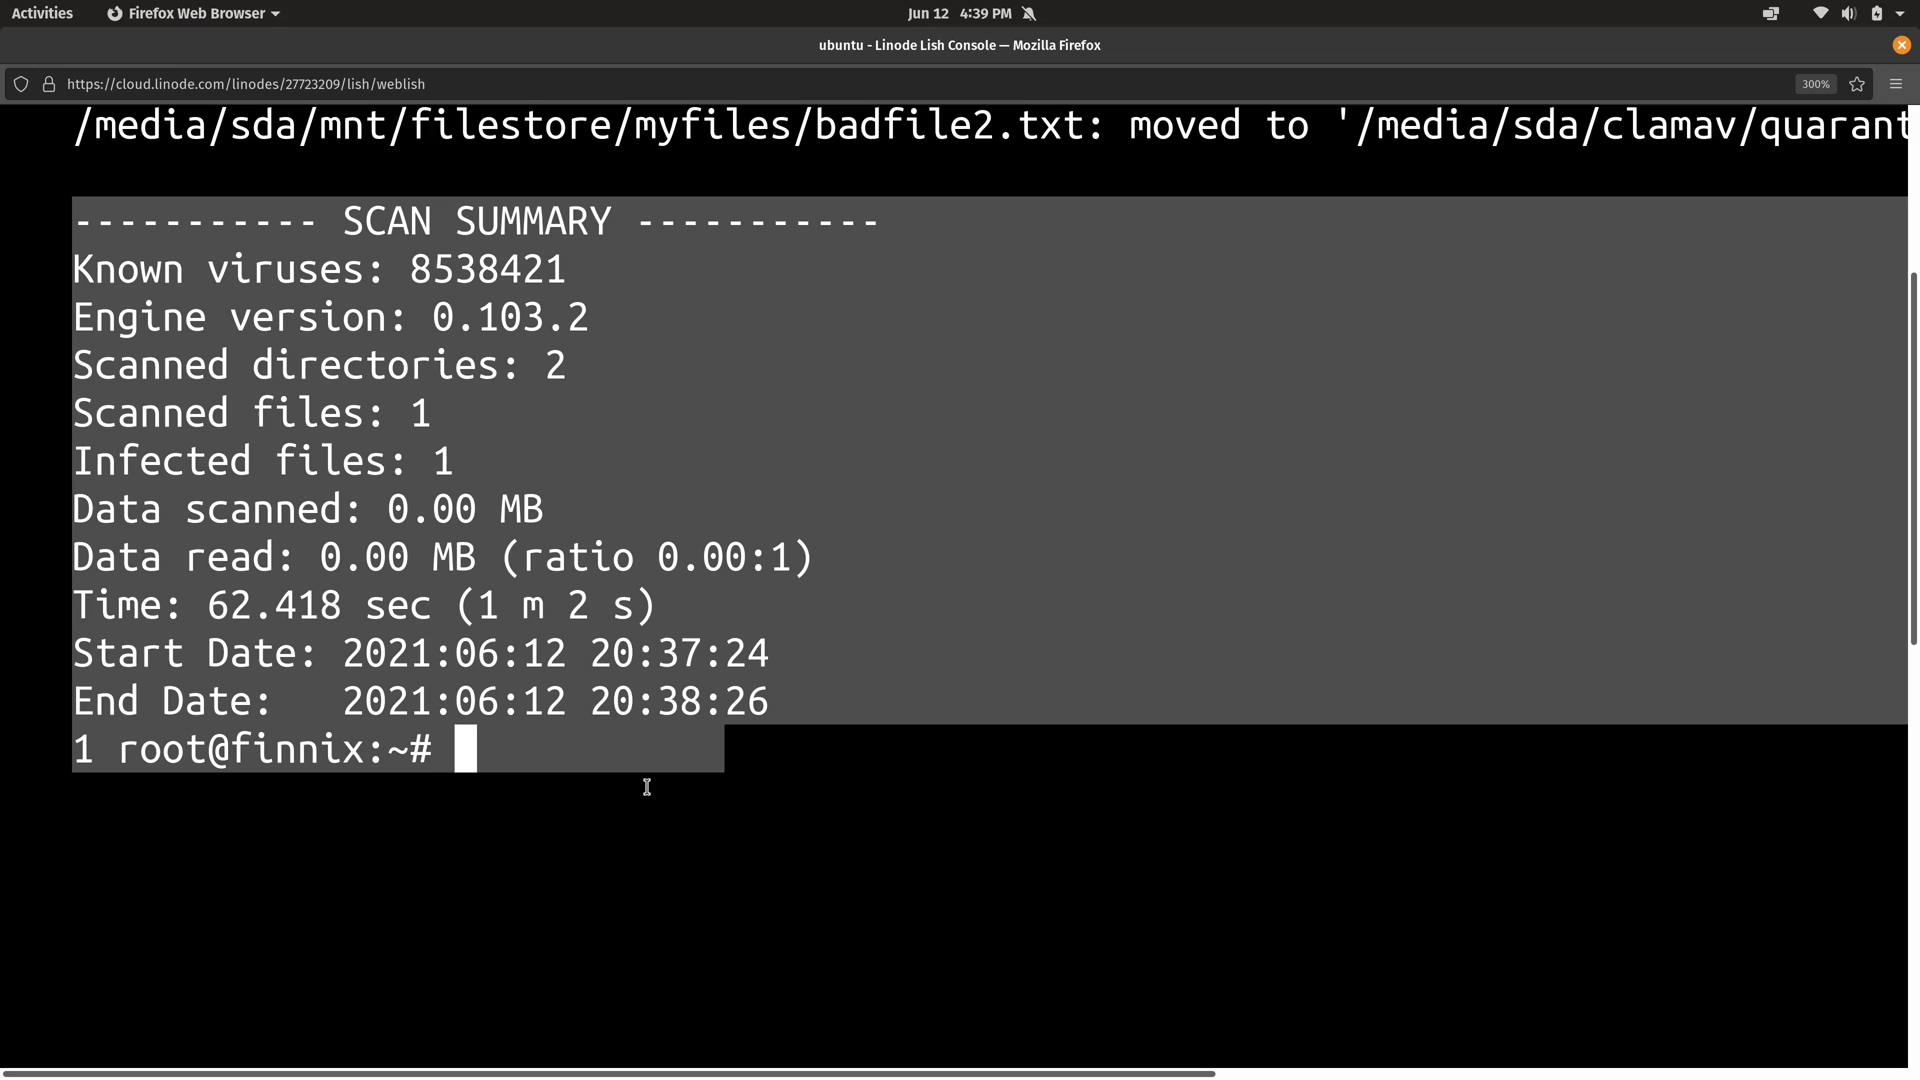 Activities Firefox Web Browser Jun 12 4:39 PM
ubuntu - Linode Lish Console — Mozilla Firefox
https://cloud.linode.com/linodes/27723209/lish/weblish 300%
/media/sda/mnt/filestore/myfiles/badfile2.txt: moved to '/media/sda/clamav/quarant
----------- SCAN SUMMARY -----------
Known viruses: 8538421
Engine version: 0.103.2
Scanned directories: 2
Scanned files: 1
Infected files: 1
Data scanned: 0.00 MB
Data read: 0.00 MB (ratio 0.00:1)
Time: 62.418 sec (1 m 2 s)
Start Date: 2021:06:12 20:37:24
End Date:   2021:06:12 20:38:26
1 root@finnix:~#